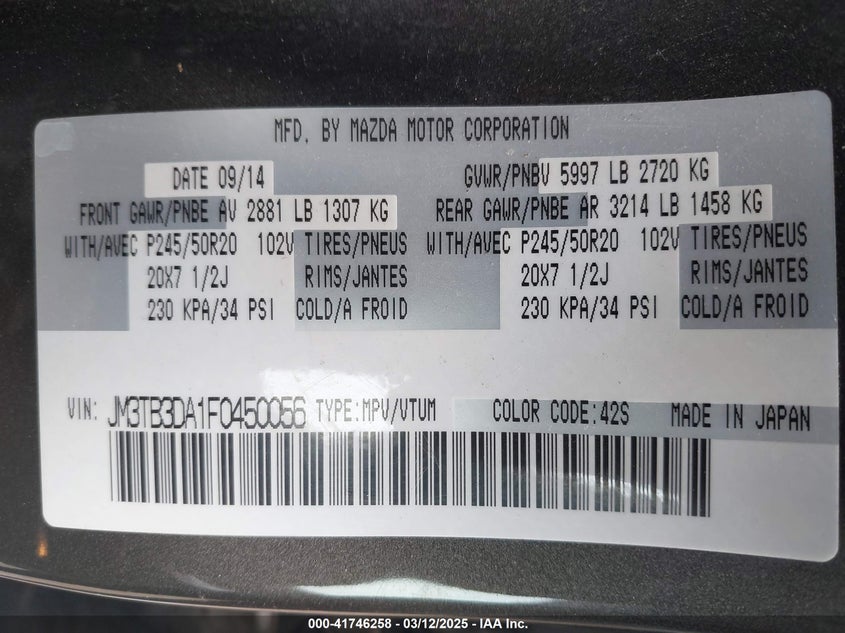 MFD. BY MAZDA MOTOR CORPORATION
DATE 09/14 GVWR/PNBV 5997 LB 2720 KG
FRONT GAWR/PNBE AV 2881 LB 1307 KG REAR GAWR/PNBE AR 3214 LB 1458 KG
WITH/AVEC P245/50R20 102V TIRES/PNEUS WITH/AVEC P245/50R20 102V TIRES/PNEUS
20X7 1/2J RIMS/JANTES 20X7 1/2J RIMS/JANTES
230 KPA/34 PSI COLD/A FROID 230 KPA/34 PSI COLD/A FROID
VIN: JM3TB3DA1F0450056 TYPE:MPV/VTUM COLOR CODE:42S MADE IN JAPAN
000-41746258 - 03/12/2025 - IAA Inc.